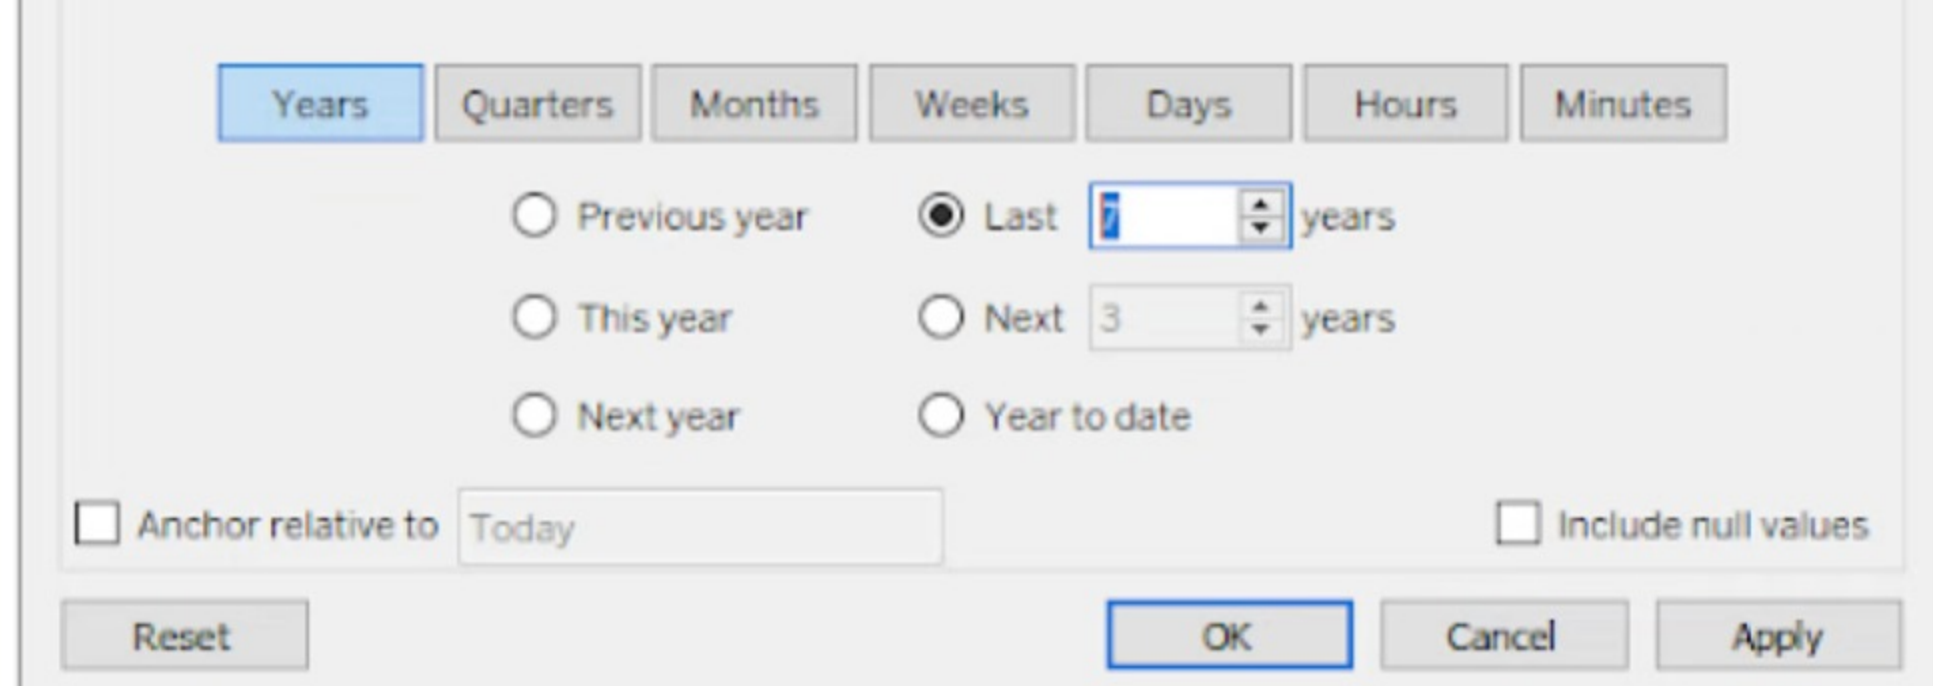 Years Quarters Months Weeks Days Hours Minutes
Previous year Last 7 years
This year Next 3 years
Next year Year to date
Anchor relative to Today Include null values
Reset OK Cancel Apply